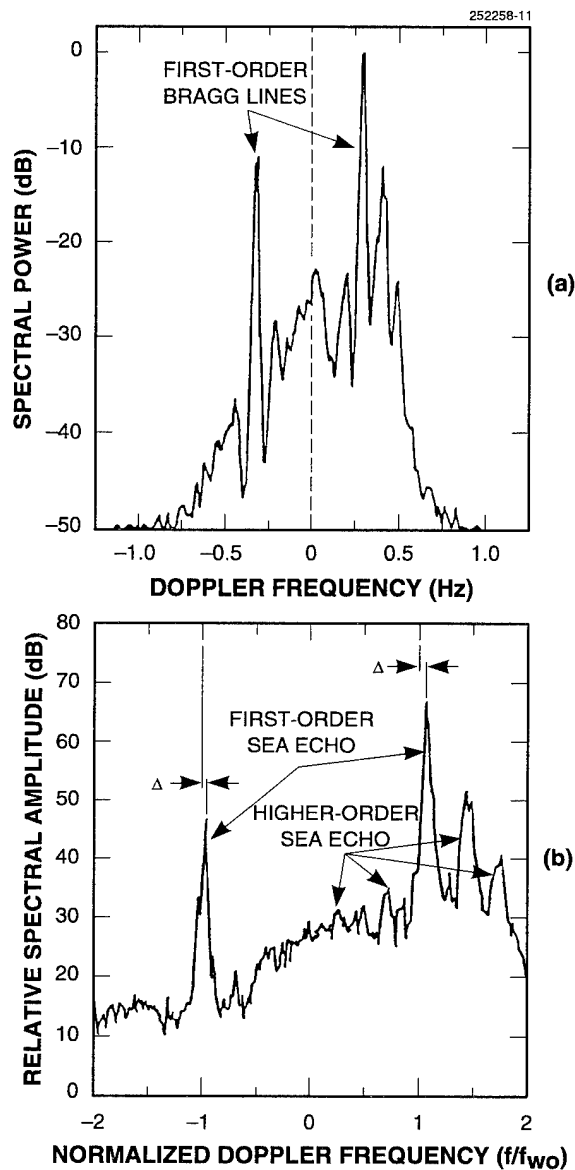 252258-11
0
−10
−20
−30
−40
−50
SPECTRAL POWER (dB)
FIRST-ORDER
BRAGG LINES
(a)
−1.0 −0.5 0 0.5 1.0
DOPPLER FREQUENCY (Hz)
80
70
60
50
40
30
20
10
0
RELATIVE SPECTRAL AMPLITUDE (dB)
Δ
FIRST-ORDER
SEA ECHO
Δ
HIGHER-ORDER
SEA ECHO
(b)
−2 −1 0 1 2
NORMALIZED DOPPLER FREQUENCY (f/fwo)